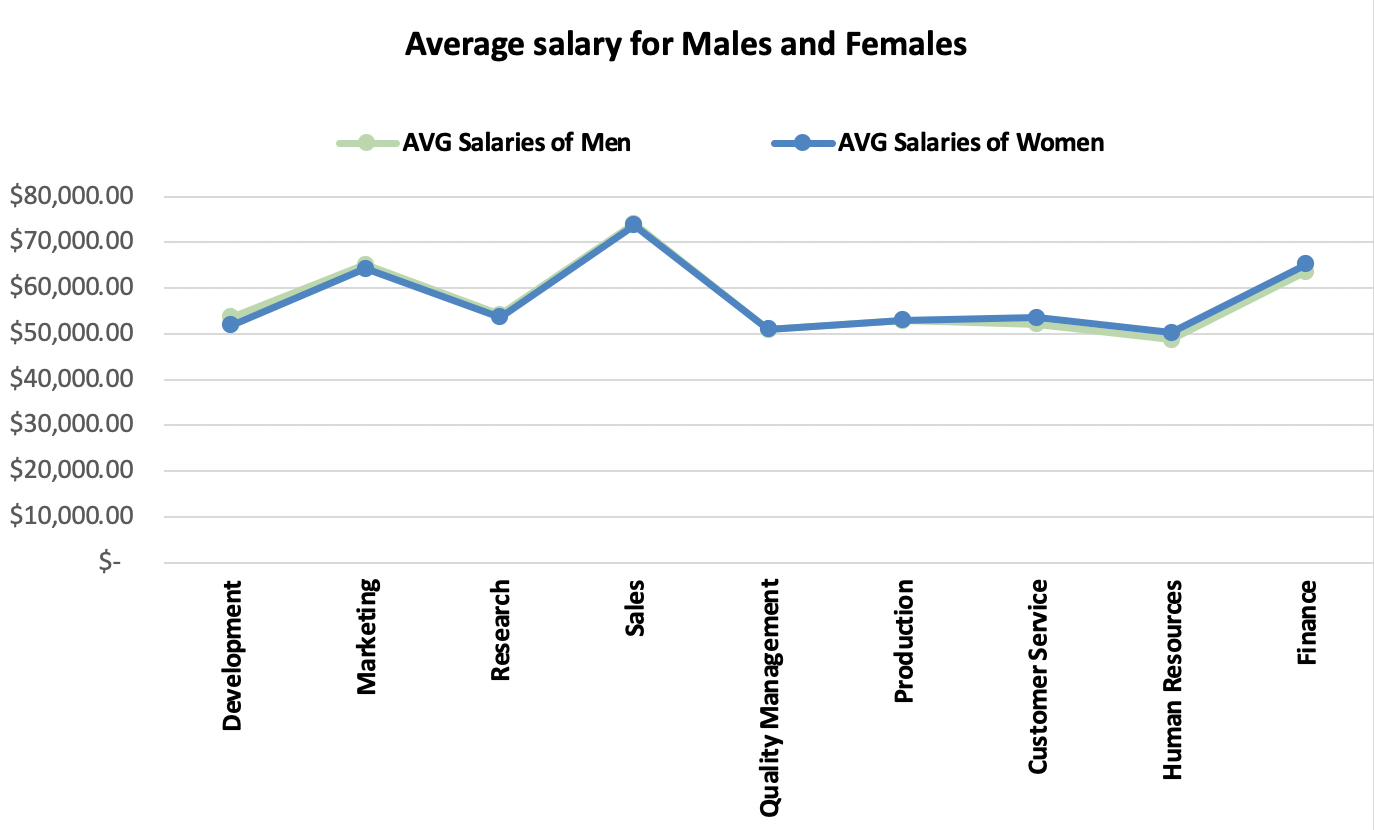 Average salary for Males and Females
AVG Salaries of Men
AVG Salaries of Women
$80,000.00
$70,000.00
$60,000.00
$50,000.00
$40,000.00
$30,000.00
$20,000.00
$10,000.00
$-
Development
Marketing
Research
Sales
Quality Management
Production
Customer Service
Human Resources
Finance